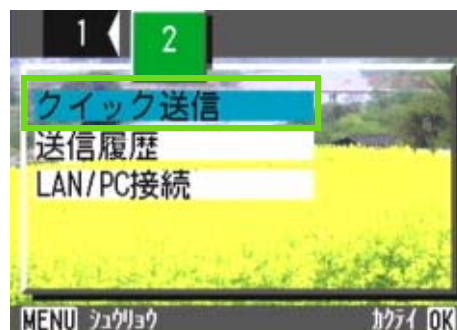 1 2
クイック送信
送信履歴
LAN/PC接続
MENU シュウリョウ カクテイ OK